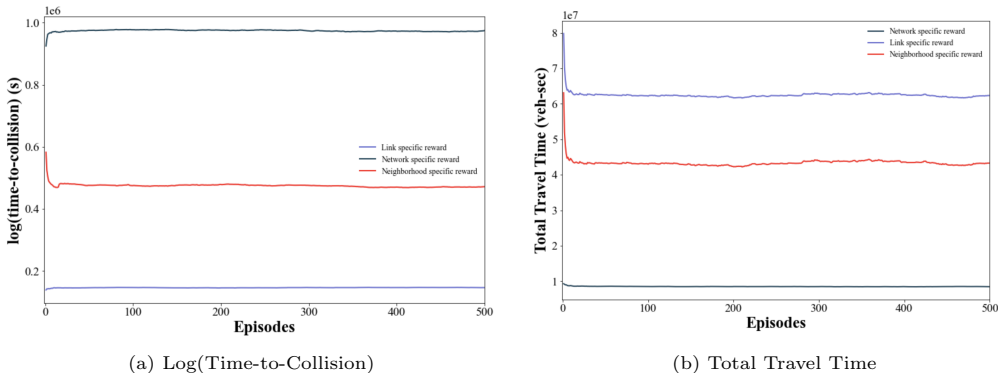 1e6
1.0
0.8
0.6
0.4
0.2
log(time-to-collision) (s)
Link specific reward
Network specific reward
Neighborhood specific reward
0 100 200 300 400 500
Episodes
(a) Log(Time-to-Collision)
1e7
8
7
6
5
4
3
2
1
Total Travel Time (veh-sec)
Network specific reward
Link specific reward
Neighborhood specific reward
0 100 200 300 400 500
Episodes
(b) Total Travel Time